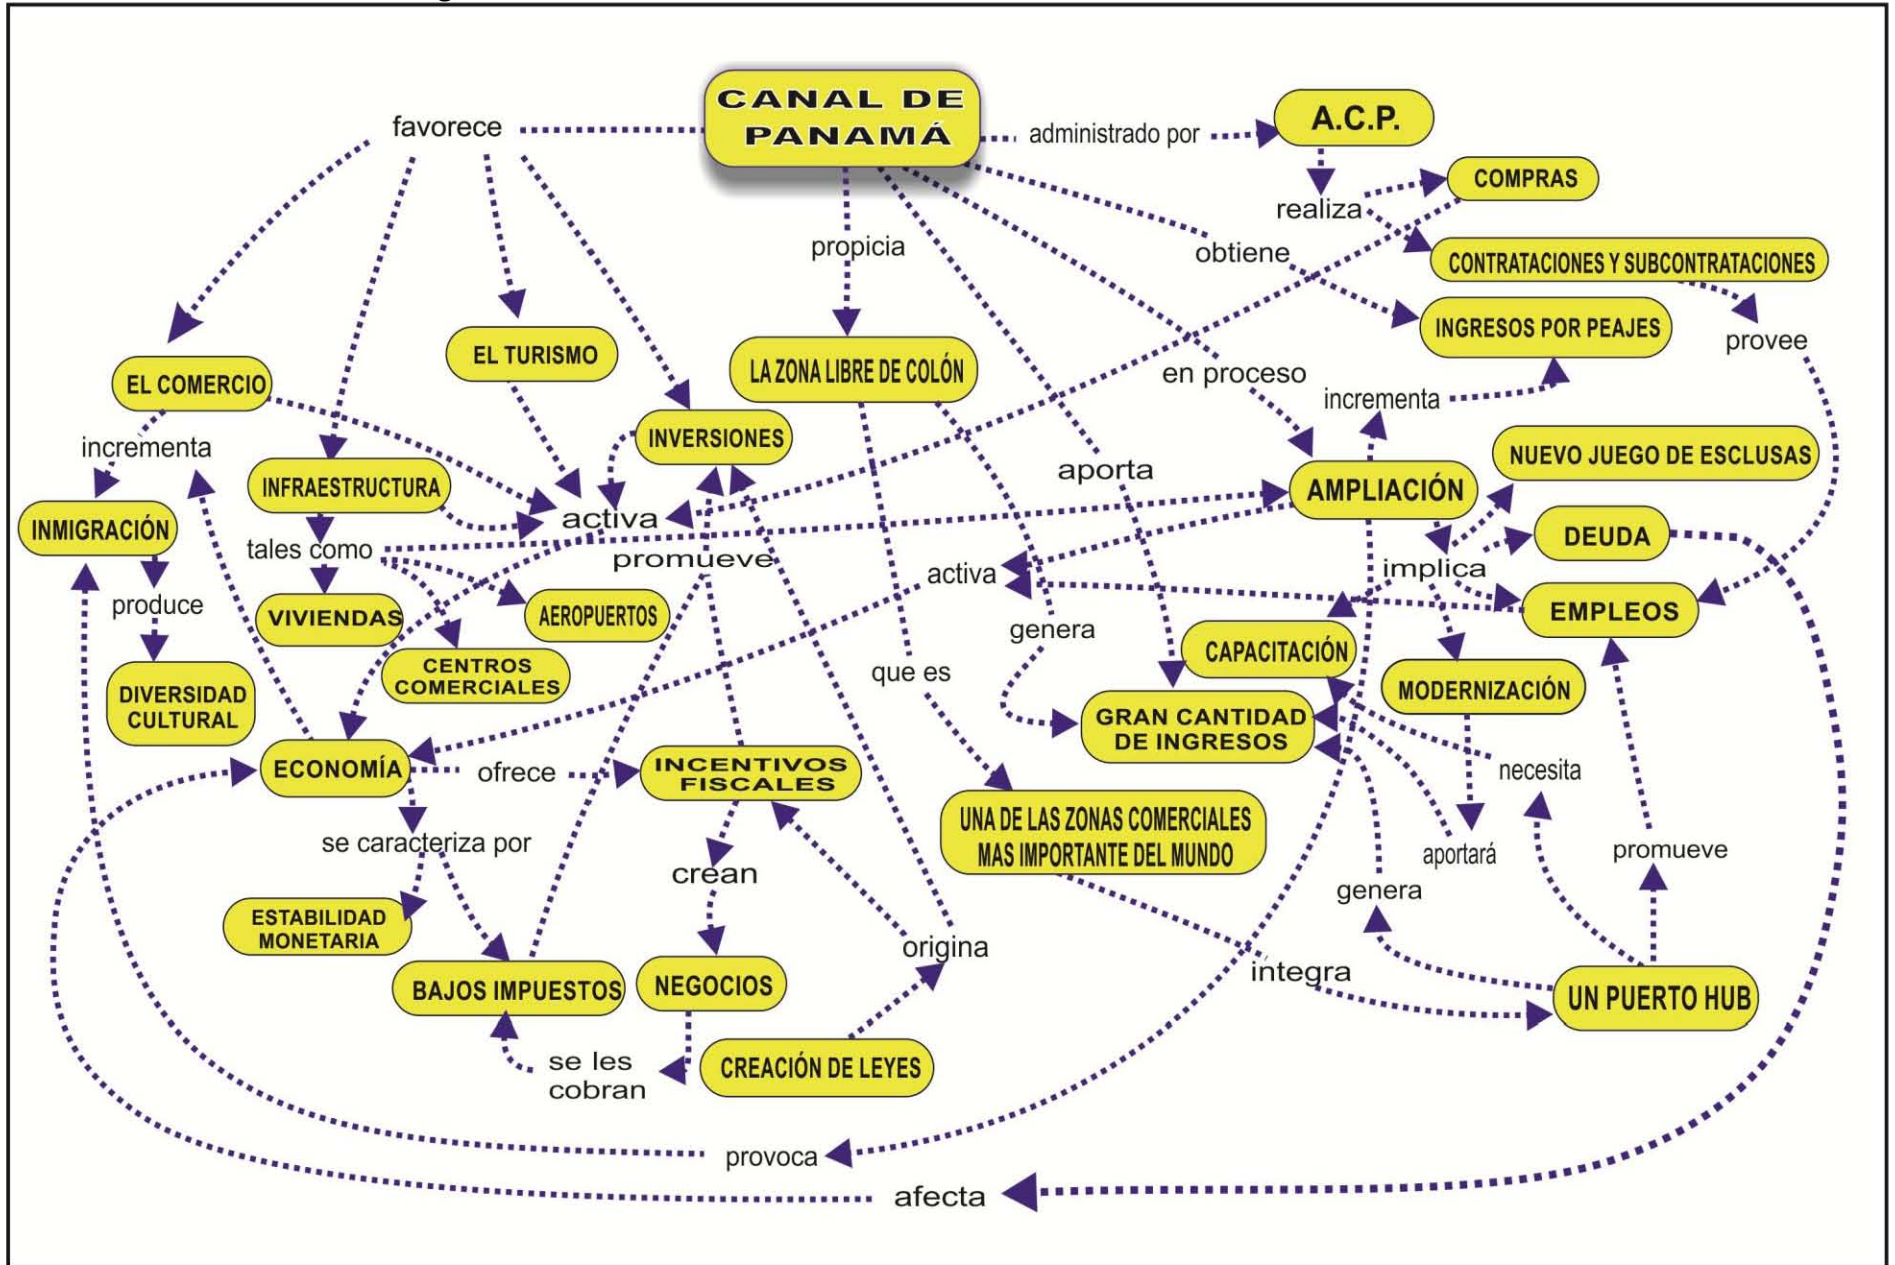 CANAL DE
PANAMÁ
favorece
administrado por
A.C.P.
COMPRAS
realiza
propicia
obtiene
CONTRATACIONES Y SUBCONTRATACIONES
INGRESOS POR PEAJES
provee
EL TURISMO
LA ZONA LIBRE DE COLÓN
en proceso
EL COMERCIO
incrementa
INVERSIONES
incrementa
NUEVO JUEGO DE ESCLUSAS
aporta
INFRAESTRUCTURA
AMPLIACIÓN
INMIGRACIÓN
activa
DEUDA
tales como
promueve
activa
implica
produce
VIVIENDAS
AEROPUERTOS
EMPLEOS
genera
CAPACITACIÓN
CENTROS
COMERCIALES
que es
MODERNIZACIÓN
DIVERSIDAD
CULTURAL
GRAN CANTIDAD
DE INGRESOS
ECONOMÍA
ofrece
INCENTIVOS
FISCALES
necesita
UNA DE LAS ZONAS COMERCIALES
MAS IMPORTANTE DEL MUNDO
se caracteriza por
aportará
promueve
crean
genera
ESTABILIDAD
MONETARIA
origina
integra
BAJOS IMPUESTOS
NEGOCIOS
UN PUERTO HUB
se les
cobran
CREACIÓN DE LEYES
provoca
afecta